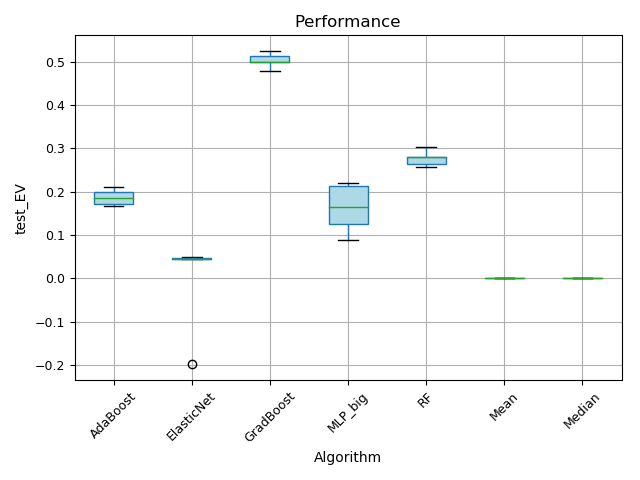 Performance
test_EV
0.5
0.4
0.3
0.2
0.1
0.0
−0.1
−0.2
AdaBoost
ElasticNet
GradBoost
MLP_big
RF
Mean
Median
Algorithm